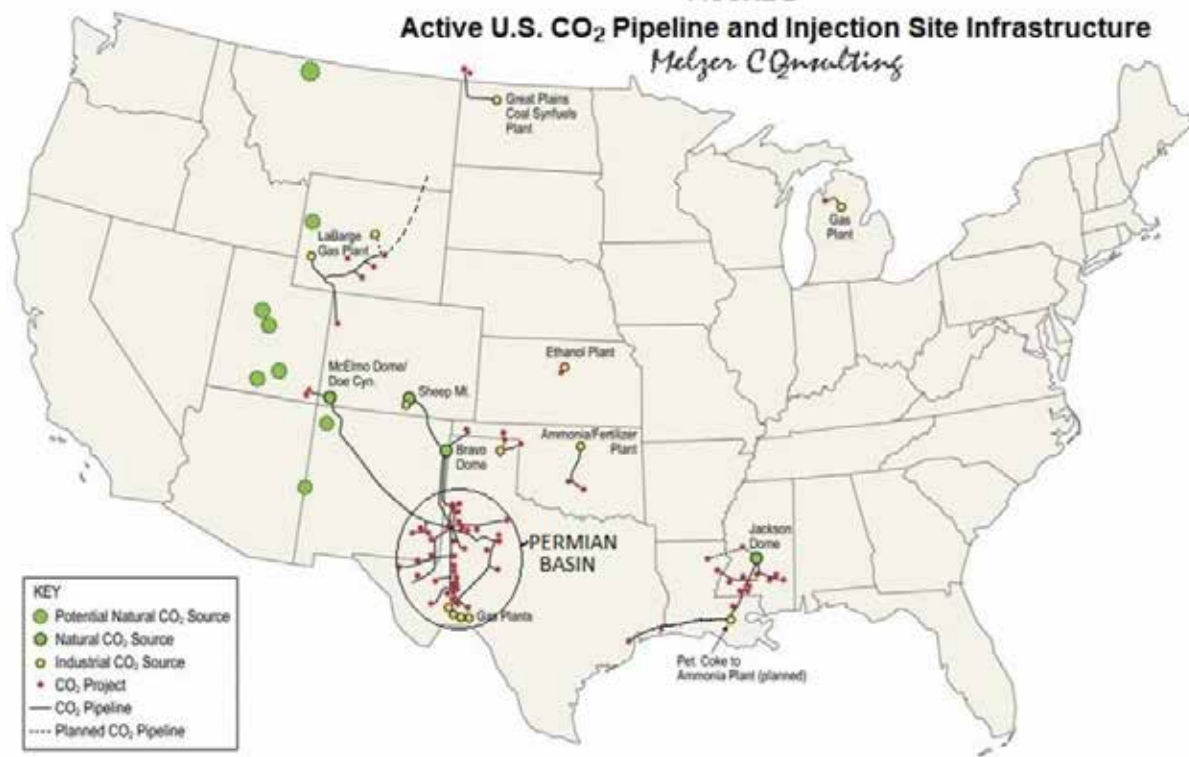 Active U.S. CO₂ Pipeline and Injection Site Infrastructure
Melzer CO₂nsulting
Great Plains
Coal Synfuels
Plant
Gas
Plant
LaBarge
Gas Plant
McElmo Dome/
Doe Cyn.
Sheep Mt.
Ethanol Plant
Bravo
Dome
Ammonia/Fertilizer
Plant
PERMIAN
BASIN
Jackson
Dome
Gas Plants
Pet. Coke to
Ammonia Plant (planned)
KEY
Potential Natural CO₂ Source
Natural CO₂ Source
Industrial CO₂ Source
CO₂ Project
CO₂ Pipeline
Planned CO₂ Pipeline